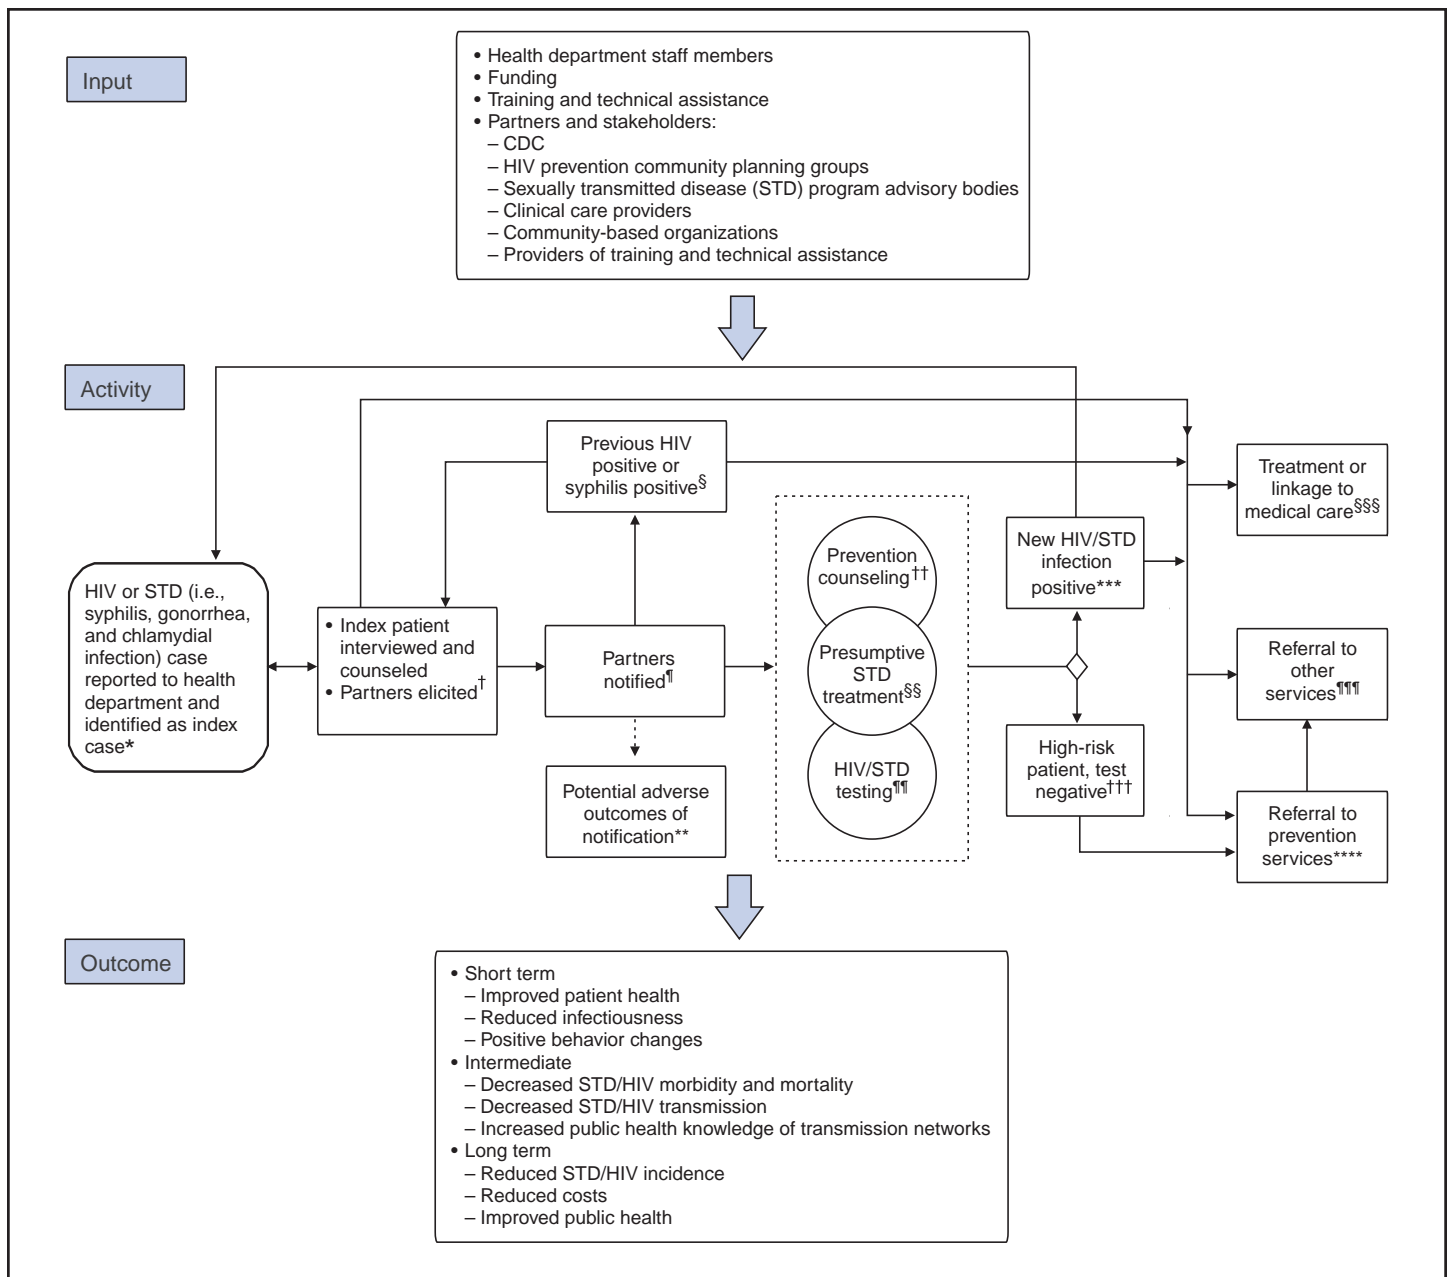 Input
• Health department staff members
• Funding
• Training and technical assistance
• Partners and stakeholders:
– CDC
– HIV prevention community planning groups
– Sexually transmitted disease (STD) program advisory bodies
– Clinical care providers
– Community-based organizations
– Providers of training and technical assistance
Activity
HIV or STD (i.e.,
syphilis, gonorrhea,
and chlamydial
infection) case
reported to health
department and
identified as index
case*
• Index patient
interviewed and
counseled
• Partners elicited†
Previous HIV
positive or
syphilis positive§
Partners
notified¶
Potential adverse
outcomes of
notification**
Prevention
counseling††
Presumptive
STD
treatment§§
HIV/STD
testing¶¶
New HIV/STD
infection
positive***
High-risk
patient, test
negative†††
Treatment or
linkage to
medical care§§§
Referral to
other
services¶¶¶
Referral to
prevention
services****
Outcome
• Short term
– Improved patient health
– Reduced infectiousness
– Positive behavior changes
• Intermediate
– Decreased STD/HIV morbidity and mortality
– Decreased STD/HIV transmission
– Increased public health knowledge of transmission networks
• Long term
– Reduced STD/HIV incidence
– Reduced costs
– Improved public health